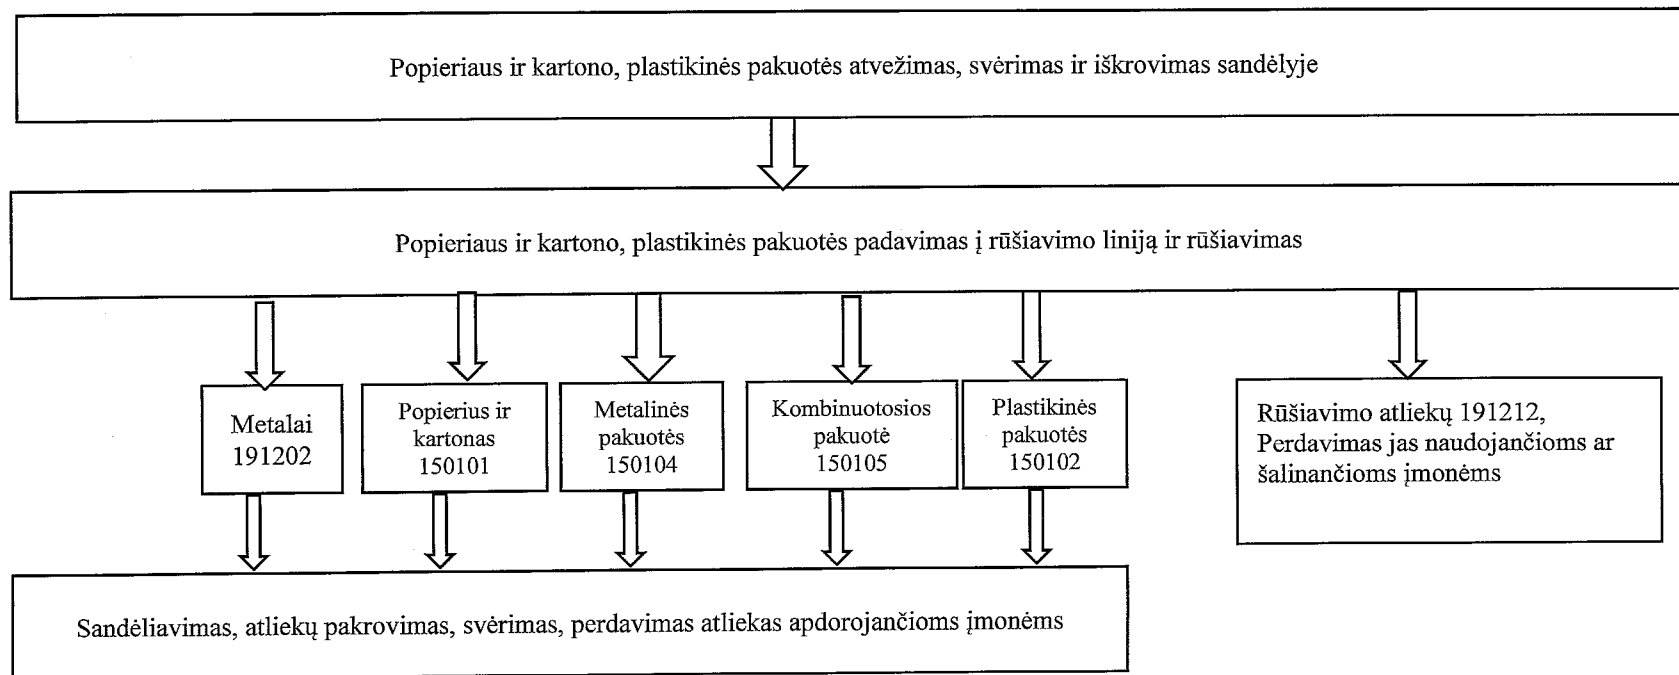 Popieriaus ir kartono, plastikinės pakuotės atvežimas, svėrimas ir iškrovimas sandėlyje
Popieriaus ir kartono, plastikinės pakuotės padavimas į rūšiavimo liniją ir rūšiavimas
Metalai
191202
Popierius ir
kartonas
150101
Metalinės
pakuotės
150104
Kombinuotosios
pakuotė
150105
Plastikinės
pakuotės
150102
Rūšiavimo atliekų 191212,
Perdavimas jas naudojančioms ar
šalinančioms įmonėms
Sandėliavimas, atliekų pakrovimas, svėrimas, perdavimas atliekas apdorojančioms įmonėms